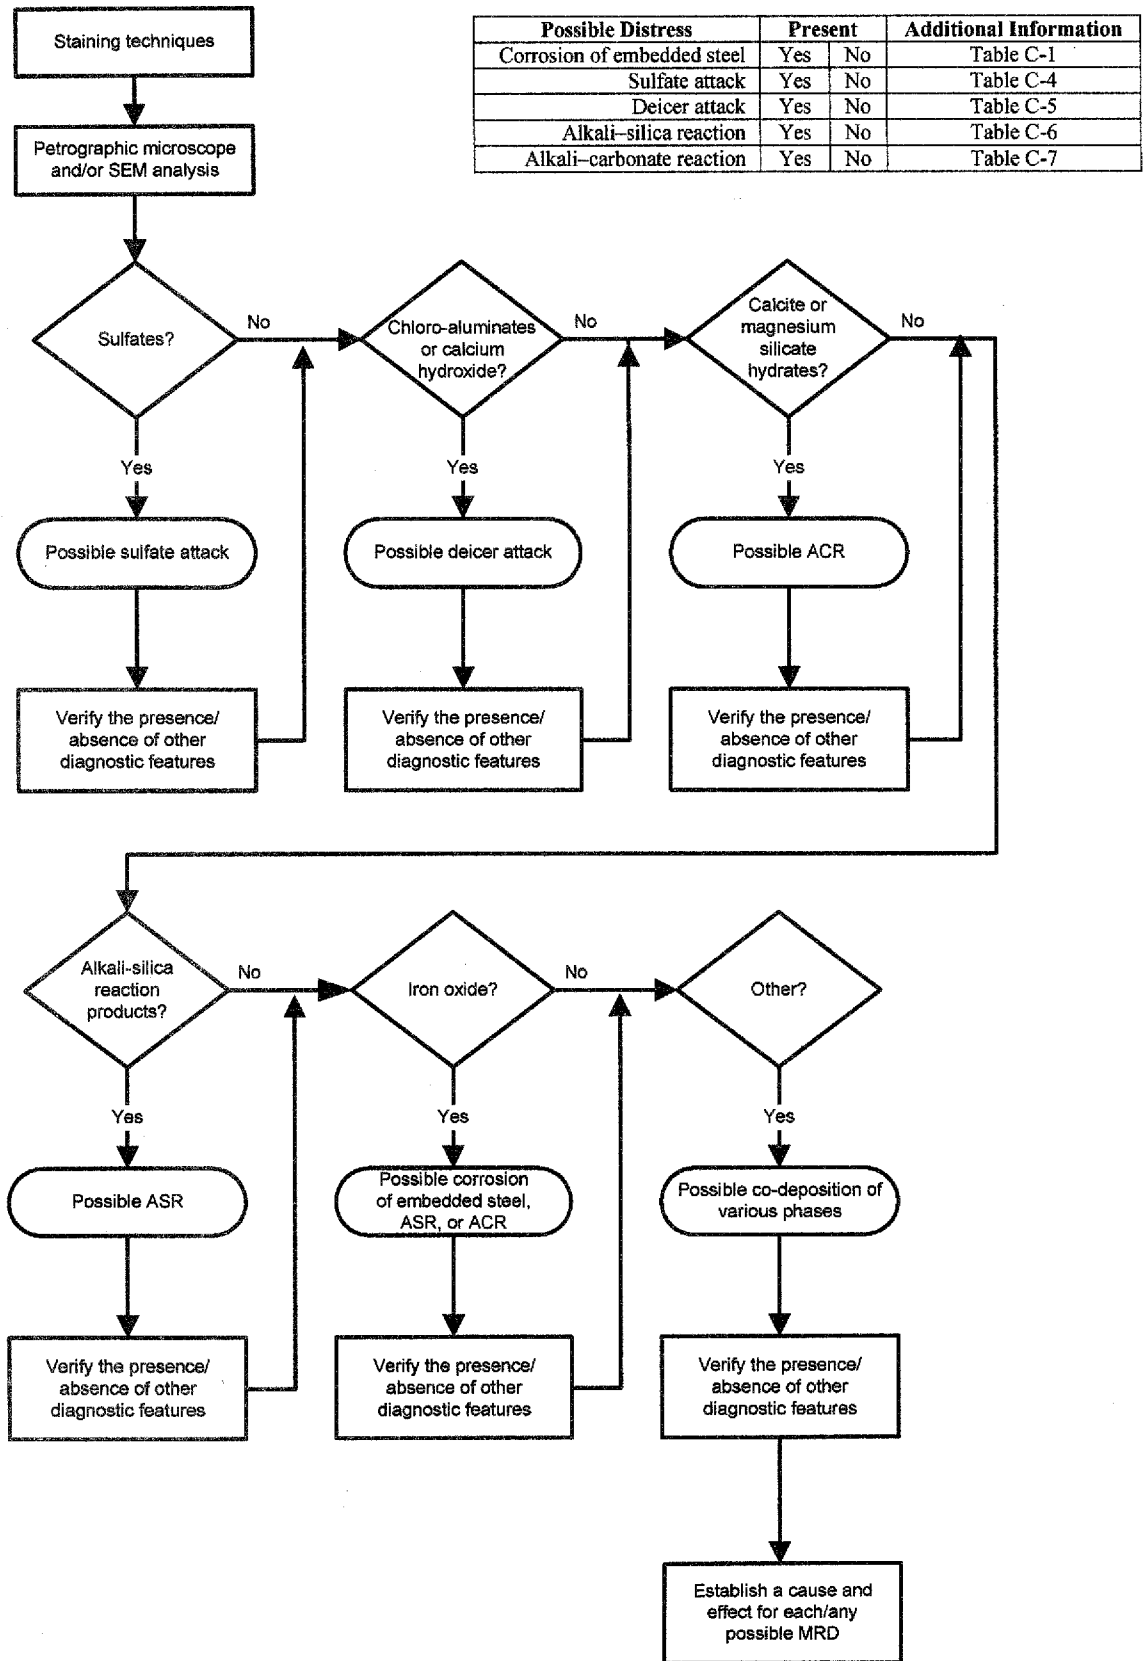 Staining techniques
Possible Distress Present Additional Information
Corrosion of embedded steel Yes No Table C-1
Sulfate attack Yes No Table C-4
Deicer attack Yes No Table C-5
Alkali–silica reaction Yes No Table C-6
Alkali–carbonate reaction Yes No Table C-7
Petrographic microscope
and/or SEM analysis
Sulfates?
No
Chloro-aluminates
or calcium
hydroxide?
No
Calcite or
magnesium
silicate
hydrates?
No
Yes
Yes
Yes
Possible sulfate attack
Possible deicer attack
Possible ACR
Verify the presence/
absence of other
diagnostic features
Verify the presence/
absence of other
diagnostic features
Verify the presence/
absence of other
diagnostic features
Alkali-silica
reaction
products?
No
Iron oxide?
No
Other?
Yes
Yes
Yes
Possible ASR
Possible corrosion
of embedded steel,
ASR, or ACR
Possible co-deposition of
various phases
Verify the presence/
absence of other
diagnostic features
Verify the presence/
absence of other
diagnostic features
Verify the presence/
absence of other
diagnostic features
Establish a cause and
effect for each/any
possible MRD